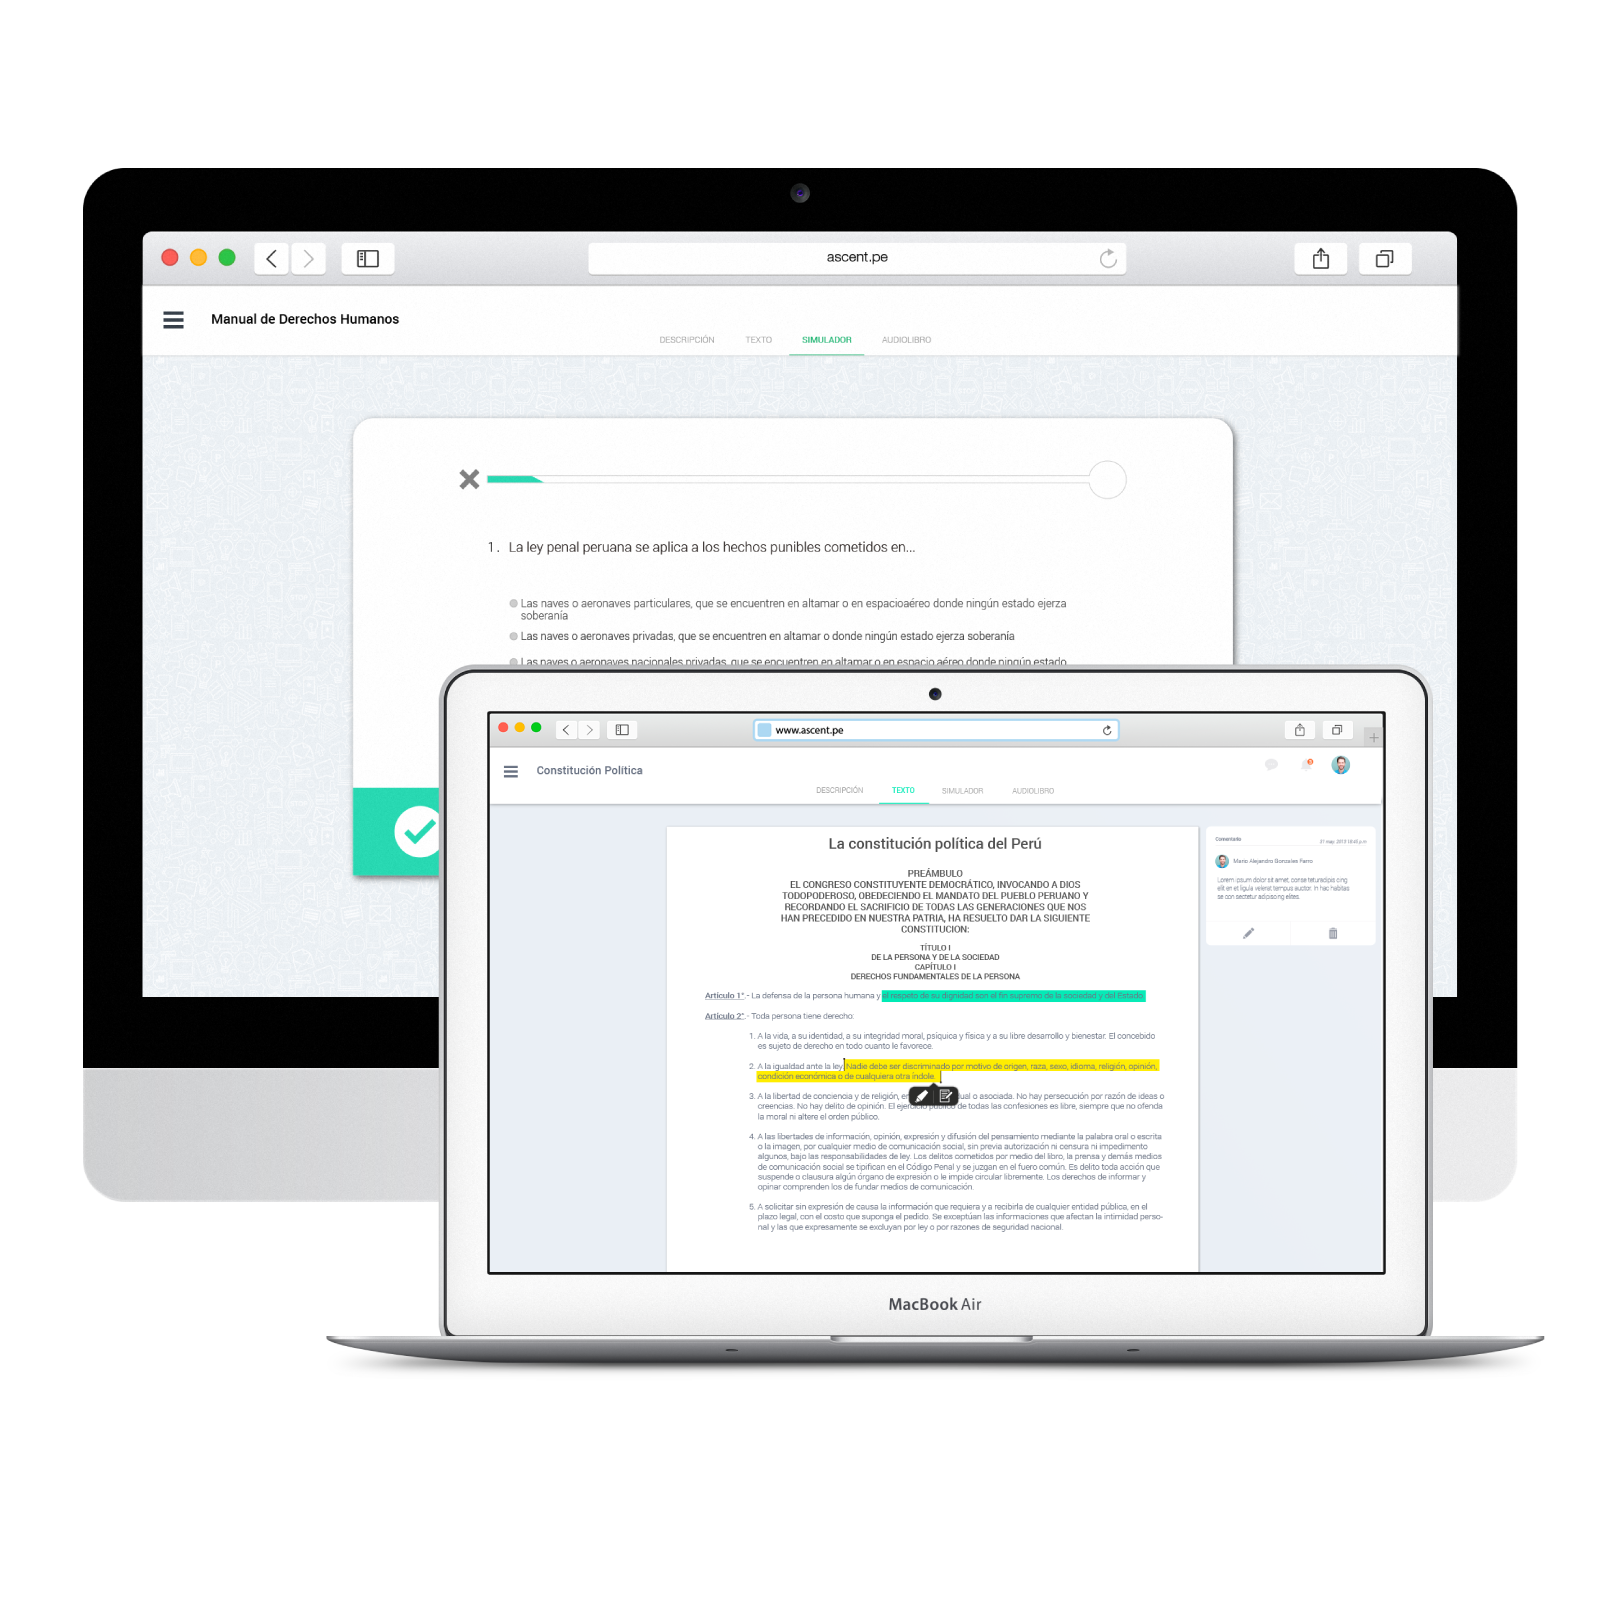 ascent.pe
Manual de Derechos Humanos
DESCRIPCIÓN TEXTO SIMULADOR AUDIOLIBRO
1. La ley penal peruana se aplica a los hechos punibles cometidos en...
Las naves o aeronaves particulares, que se encuentren en altamar o en espacioaéreo donde ningún estado ejerza
soberanía
Las naves o aeronaves privadas, que se encuentren en altamar o donde ningún estado ejerza soberanía
Las naves o aeronaves nacionales privadas, que se encuentren en altamar o en espacio aéreo donde ningún estado
www.ascent.pe
Constitución Política
DESCRIPCIÓN TEXTO SIMULADOR AUDIOLIBRO
La constitución política del Perú
PREÁMBULO
EL CONGRESO CONSTITUYENTE DEMOCRÁTICO, INVOCANDO A DIOS
TODOPODEROSO, OBEDECIENDO EL MANDATO DEL PUEBLO PERUANO Y
RECORDANDO EL SACRIFICIO DE TODAS LAS GENERACIONES QUE NOS
HAN PRECEDIDO EN NUESTRA PATRIA, HA RESUELTO DAR LA SIGUIENTE
CONSTITUCION:
TÍTULO I
DE LA PERSONA Y DE LA SOCIEDAD
CAPÍTULO I
DERECHOS FUNDAMENTALES DE LA PERSONA
Artículo 1°.- La defensa de la persona humana y el respeto de su dignidad son el fin supremo de la sociedad y del Estado.
Artículo 2°.- Toda persona tiene derecho:
1. A la vida, a su identidad, a su integridad moral, psíquica y física y a su libre desarrollo y bienestar. El concebido
es sujeto de derecho en todo cuanto le favorece.
2. A la igualdad ante la ley. Nadie debe ser discriminado por motivo de origen, raza, sexo, idioma, religión, opinión,
condición económica o de cualquiera otra índole.
3. A la libertad de conciencia y de religión, en ual o asociada. No hay persecución por razón de ideas o
creencias. No hay delito de opinión. El ejercicio público de todas las confesiones es libre, siempre que no ofenda
la moral ni altere el orden público.
4. A las libertades de información, opinión, expresión y difusión del pensamiento mediante la palabra oral o escrita
o la imagen, por cualquier medio de comunicación social, sin previa autorización ni censura ni impedimento
algunos, bajo las responsabilidades de ley. Los delitos cometidos por medio del libro, la prensa y demás medios
de comunicación social se tipifican en el Código Penal y se juzgan en el fuero común. Es delito toda acción que
suspende o clausura algún órgano de expresión o le impide circular libremente. Los derechos de informar y
opinar comprenden los de fundar medios de comunicación.
5. A solicitar sin expresión de causa la información que requiera y a recibirla de cualquier entidad pública, en el
plazo legal, con el costo que suponga el pedido. Se exceptúan las informaciones que afectan la intimidad perso-
nal y las que expresamente se excluyan por ley o por razones de seguridad nacional.
Comentario
Mario Alejandro Gonzales Farro
Lorem ipsum dolor sit amet, conse teturadipis cing
elit en et ligula velerat tempus auctor. In hac habitas
se con sectetur adipiscing elites.
MacBook Air